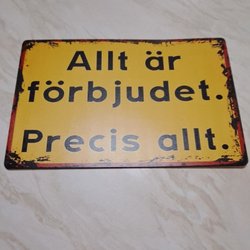 Allt är
förbjudet.
Precis allt.